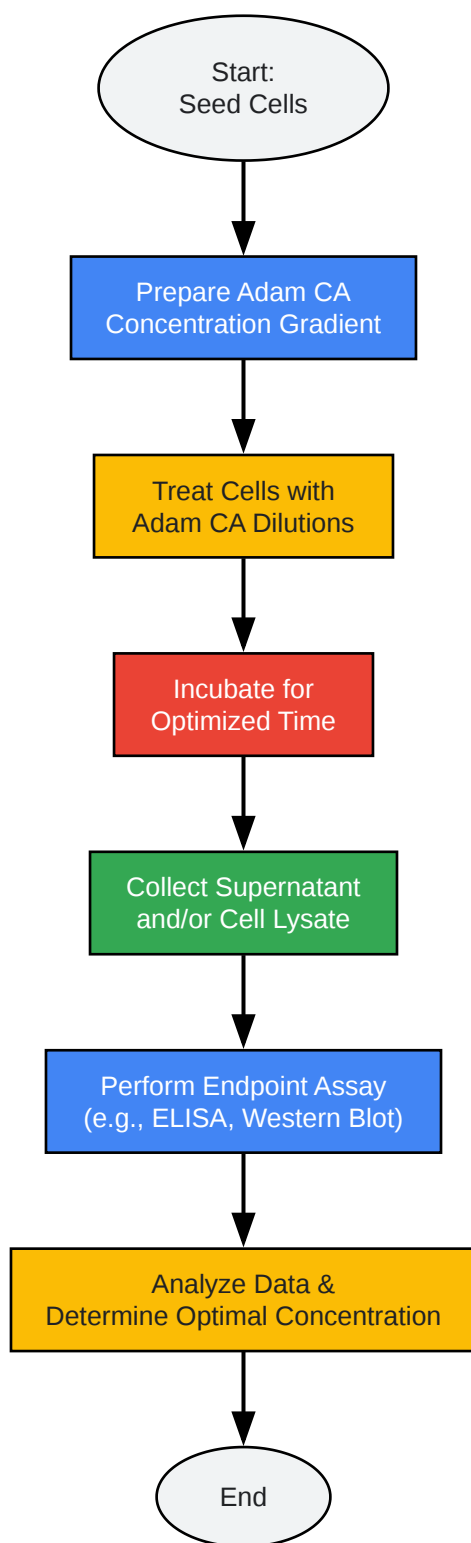 Start:
Seed Cells
Prepare Adam CA
Concentration Gradient
Treat Cells with
Adam CA Dilutions
Incubate for
Optimized Time
Collect Supernatant
and/or Cell Lysate
Perform Endpoint Assay
(e.g., ELISA, Western Blot)
Analyze Data &
Determine Optimal Concentration
End